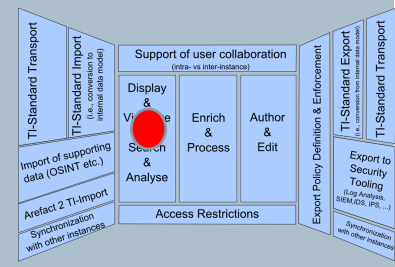 TI-Standard Transport
TI-Standard Import
(i.e., conversion to
internal data model)
Import of supporting
data (OSINT etc.)
Arefact 2 TI-Import
Synchronization
with other instances
Support of user collaboration
(intra- vs inter-instance)
Display
&
Search
&
Analyse
Enrich
&
Process
Author
&
Edit
Access Restrictions
Export Policy Definition & Enforcement
TI-Standard Export
(i.e., conversion from internal data model)
TI-Standard Transport
Export to
Security
Tooling
(Log Analysis,
SIEM,IDS, IPS, ...)
Synchronization
with other instances